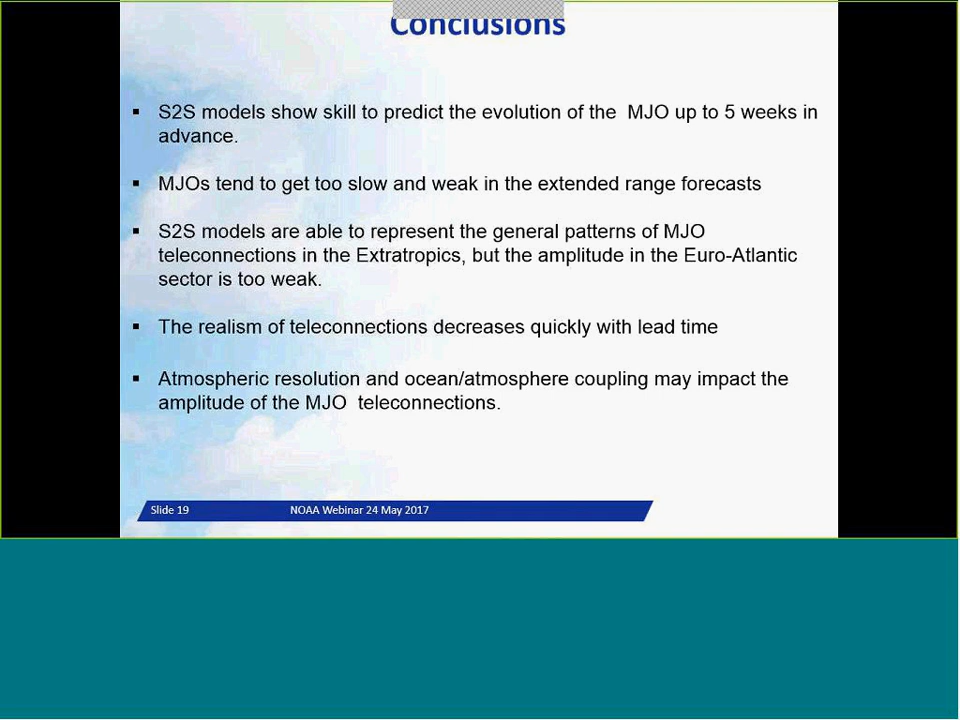 Conclusions
▪ S2S models show skill to predict the evolution of the MJO up to 5 weeks in
advance.
▪ MJOs tend to get too slow and weak in the extended range forecasts
▪ S2S models are able to represent the general patterns of MJO
teleconnections in the Extratropics, but the amplitude in the Euro-Atlantic
sector is too weak.
▪ The realism of teleconnections decreases quickly with lead time
▪ Atmospheric resolution and ocean/atmosphere coupling may impact the
amplitude of the MJO teleconnections.
Slide 19 NOAA Webinar 24 May 2017